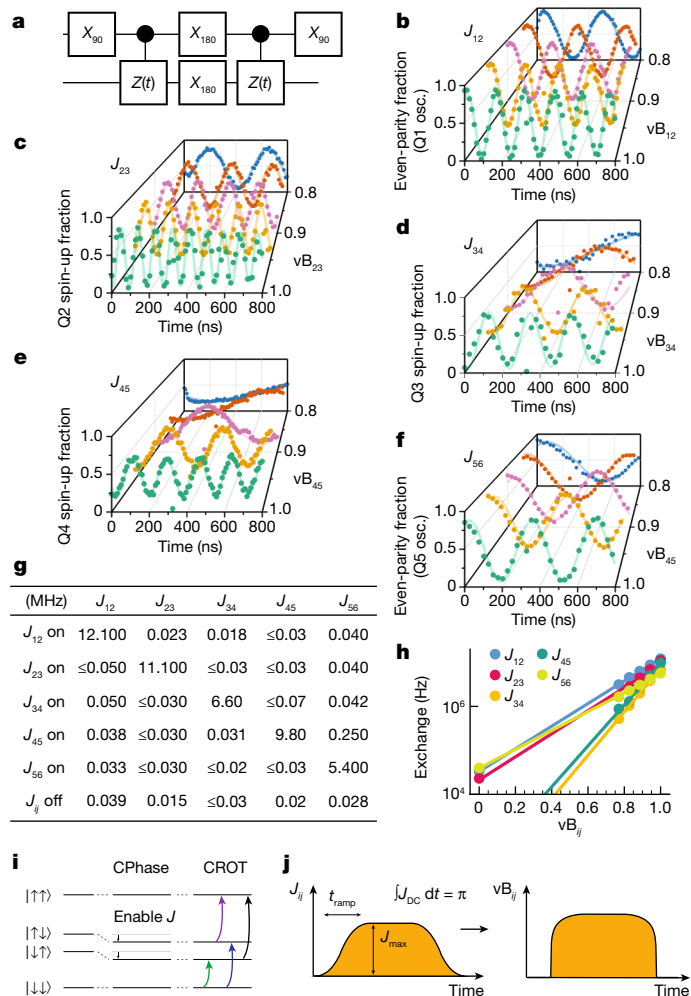 a
X90 X180 X90
Z(t) X180 Z(t)
b
J12
Even-parity fraction
(Q1 osc.)
1.0
0.5
0
0 200 400 600 800
Time (ns)
0.8
0.9
1.0
vB12
c
J23
Q2 spin-up fraction
1.0
0.5
0
0 200 400 600 800
Time (ns)
0.8
0.9
1.0
vB23
d
J34
Q3 spin-up fraction
1.0
0.5
0
0 200 400 600 800
Time (ns)
0.8
0.9
1.0
vB34
e
J45
Q4 spin-up fraction
1.0
0.5
0
0 200 400 600 800
Time (ns)
0.8
0.9
1.0
vB45
f
J56
Even-parity fraction
(Q5 osc.)
1.0
0.5
0
0 200 400 600 800
Time (ns)
0.8
0.9
1.0
vB45
g
(MHz) J12 J23 J34 J45 J56
J12 on 12.100 0.023 0.018 ≤0.03 0.040
J23 on ≤0.050 11.100 ≤0.03 ≤0.03 0.040
J34 on 0.050 ≤0.030 6.60 ≤0.07 0.042
J45 on 0.038 ≤0.030 0.031 9.80 0.250
J56 on 0.033 ≤0.030 ≤0.02 ≤0.03 5.400
Jij off 0.039 0.015 ≤0.03 0.02 0.028
h
J12 J45
J23 J56
J34
Exchange (Hz)
10⁶
10⁴
0 0.2 0.4 0.6 0.8 1.0
vBij
i
CPhase CROT
|↑↑⟩
Enable J
|↑↓⟩
|↓↑⟩
|↓↓⟩
j
Jij
tramp
∫JDC dt = π
Jmax
Time
vBij
Time